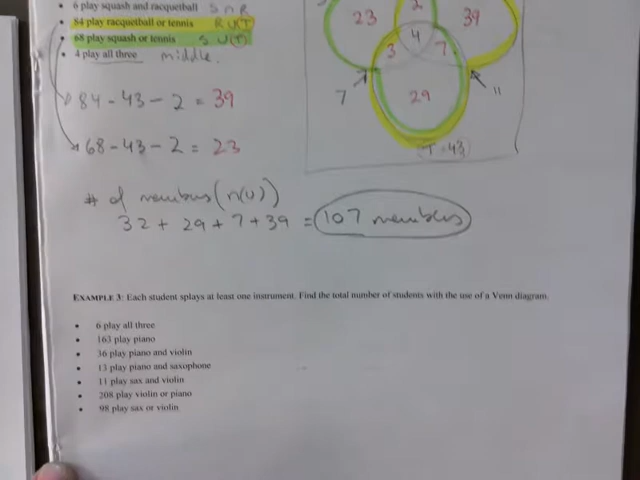 • 6 play squash and racquetball S ∩ R
• 84 play racquetball or tennis R ∪ T
• 68 play squash or tennis S ∪ T
• 4 play all three middle.
23 2 39
4
3 7
7 29 11
T = 43
84 - 43 - 2 = 39
68 - 43 - 2 = 23
# of members (n(U))
32 + 29 + 7 + 39 = 107 members
EXAMPLE 3: Each student splays at least one instrument. Find the total number of students with the use of a Venn diagram.
• 6 play all three
• 163 play piano
• 36 play piano and violin
• 13 play piano and saxophone
• 11 play sax and violin
• 208 play violin or piano
• 98 play sax or violin